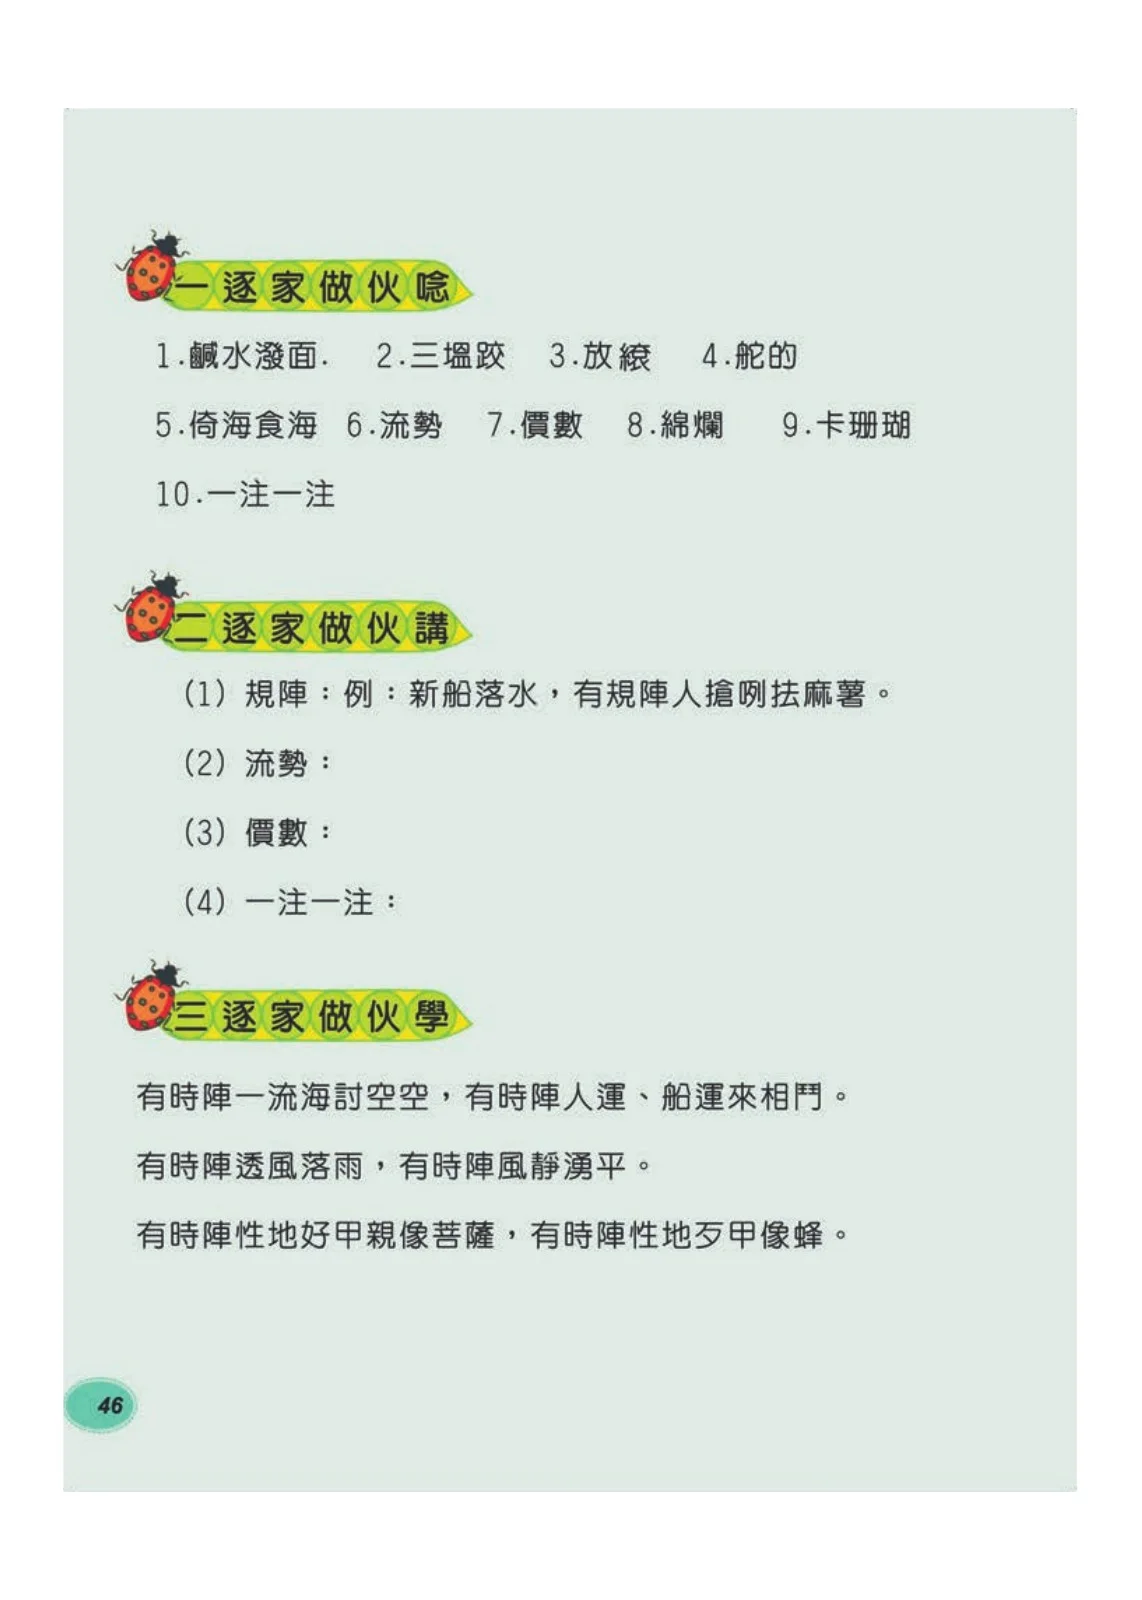 一逐家做伙唸
1.鹹水潑面. 2.三塭跤 3.放緄 4.舵的
5.倚海食海 6.流勢 7.價數 8.綿爛 9.卡珊瑚
10.一注一注
二逐家做伙講
(1) 規陣：例：新船落水，有規陣人搶咧抾麻薯。
(2) 流勢：
(3) 價數：
(4) 一注一注：
三逐家做伙學
有時陣一流海討空空，有時陣人運、船運來相鬥。
有時陣透風落雨，有時陣風靜湧平。
有時陣性地好甲親像菩薩，有時陣性地歹甲像蜂。
46